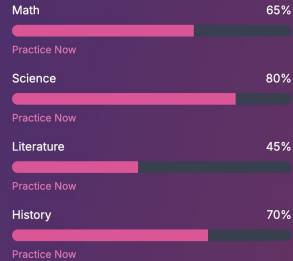 Math 65%
Practice Now
Science 80%
Practice Now
Literature 45%
Practice Now
History 70%
Practice Now